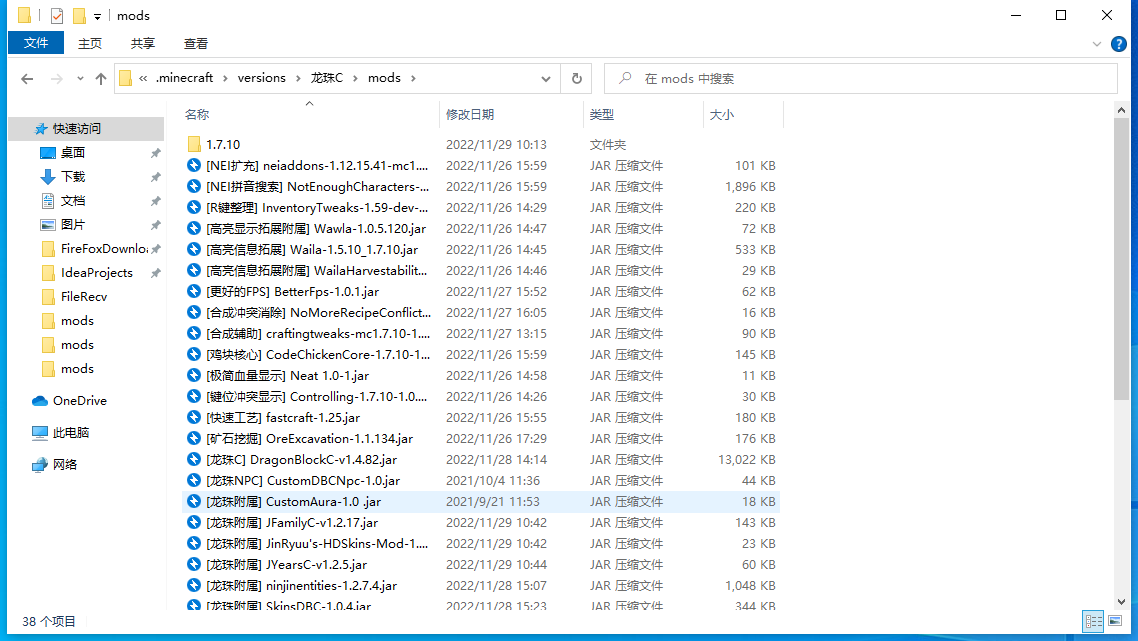 mods
文件 主页 共享 查看
« .minecraft › versions › 龙珠C › mods › 在 mods 中搜索
名称 修改日期 类型 大小
快速访问
桌面
下载
文档
图片
FireFoxDownlo
IdeaProjects
FileRecv
mods
mods
mods
OneDrive
此电脑
网络
1.7.10 2022/11/29 10:13 文件夹
[NEI扩充] neiaddons-1.12.15.41-mc1.... 2022/11/26 15:59 JAR 压缩文件 101 KB
[NEI拼音搜索] NotEnoughCharacters-... 2022/11/26 15:59 JAR 压缩文件 1,896 KB
[R键整理] InventoryTweaks-1.59-dev-... 2022/11/26 14:29 JAR 压缩文件 220 KB
[高亮显示拓展附属] Wawla-1.0.5.120.jar 2022/11/26 14:47 JAR 压缩文件 72 KB
[高亮信息拓展] Waila-1.5.10_1.7.10.jar 2022/11/26 14:45 JAR 压缩文件 533 KB
[高亮信息拓展附属] WailaHarvestabilit... 2022/11/26 14:46 JAR 压缩文件 29 KB
[更好的FPS] BetterFps-1.0.1.jar 2022/11/27 15:52 JAR 压缩文件 62 KB
[合成冲突消除] NoMoreRecipeConflict... 2022/11/27 16:05 JAR 压缩文件 16 KB
[合成辅助] craftingtweaks-mc1.7.10-1.... 2022/11/27 13:15 JAR 压缩文件 90 KB
[鸡块核心] CodeChickenCore-1.7.10-1... 2022/11/26 15:59 JAR 压缩文件 145 KB
[极简血量显示] Neat 1.0-1.jar 2022/11/26 14:58 JAR 压缩文件 11 KB
[键位冲突显示] Controlling-1.7.10-1.0.... 2022/11/26 14:26 JAR 压缩文件 30 KB
[快速工艺] fastcraft-1.25.jar 2022/11/26 15:55 JAR 压缩文件 180 KB
[矿石挖掘] OreExcavation-1.1.134.jar 2022/11/26 17:29 JAR 压缩文件 176 KB
[龙珠C] DragonBlockC-v1.4.82.jar 2022/11/28 14:14 JAR 压缩文件 13,022 KB
[龙珠NPC] CustomDBCNpc-1.0.jar 2021/10/4 11:36 JAR 压缩文件 44 KB
[龙珠附属] CustomAura-1.0 .jar 2021/9/21 11:53 JAR 压缩文件 18 KB
[龙珠附属] JFamilyC-v1.2.17.jar 2022/11/29 10:42 JAR 压缩文件 143 KB
[龙珠附属] JinRyuu's-HDSkins-Mod-1.... 2022/11/29 10:42 JAR 压缩文件 23 KB
[龙珠附属] JYearsC-v1.2.5.jar 2022/11/29 10:44 JAR 压缩文件 60 KB
[龙珠附属] ninjinentities-1.2.7.4.jar 2022/11/28 15:07 JAR 压缩文件 1,048 KB
[龙珠附属] SkinsDBC-1.0.4.jar 2022/11/28 15:23 JAR 压缩文件 344 KB
38 个项目